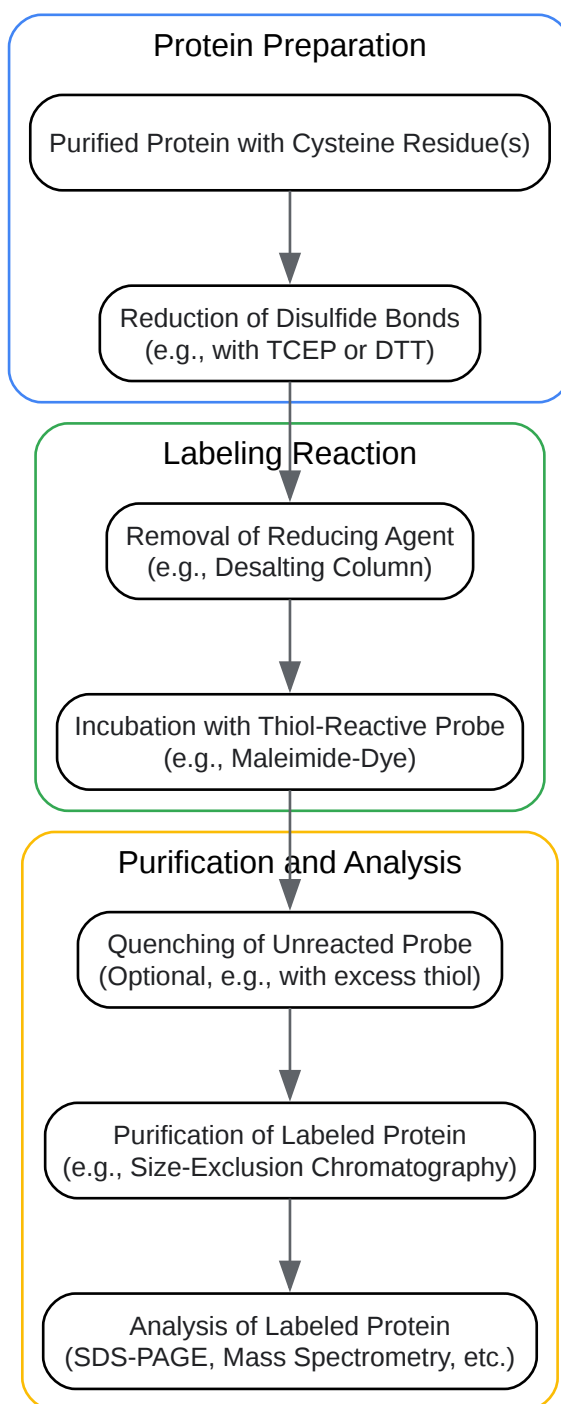 Protein Preparation
Purified Protein with Cysteine Residue(s)
Reduction of Disulfide Bonds
(e.g., with TCEP or DTT)
Labeling Reaction
Removal of Reducing Agent
(e.g., Desalting Column)
Incubation with Thiol-Reactive Probe
(e.g., Maleimide-Dye)
Purification and Analysis
Quenching of Unreacted Probe
(Optional, e.g., with excess thiol)
Purification of Labeled Protein
(e.g., Size-Exclusion Chromatography)
Analysis of Labeled Protein
(SDS-PAGE, Mass Spectrometry, etc.)